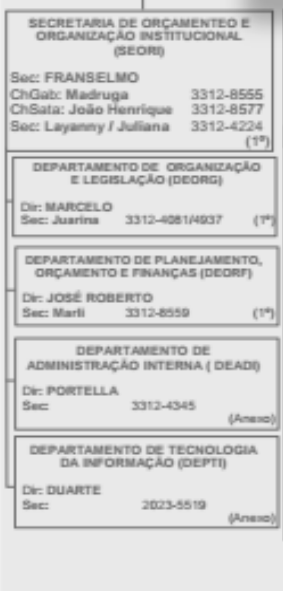 SECRETARIA DE ORÇAMENTEO E
ORGANIZAÇÃO INSTITUCIONAL
(SEORI)
Sec: FRANSELMO
ChGab: Madruga 3312-8555
ChSata: João Henrique 3312-8577
Sec: Layanny / Juliana 3312-4224
(1º)
DEPARTAMENTO DE ORGANIZAÇÃO
E LEGISLAÇÃO (DEORG)
Dir: MARCELO
Sec: Juarina 3312-4081/4937 (1º)
DEPARTAMENTO DE PLANEJAMENTO,
ORÇAMENTO E FINANÇAS (DEORF)
Dir: JOSÉ ROBERTO
Sec: Marli 3312-8559 (1º)
DEPARTAMENTO DE
ADMINISTRAÇÃO INTERNA ( DEADI)
Dir: PORTELLA
Sec: 3312-4345
(Anexo)
DEPARTAMENTO DE TECNOLOGIA
DA INFORMAÇÃO (DEPTI)
Dir: DUARTE
Sec: 2023-5519
(Anexo)